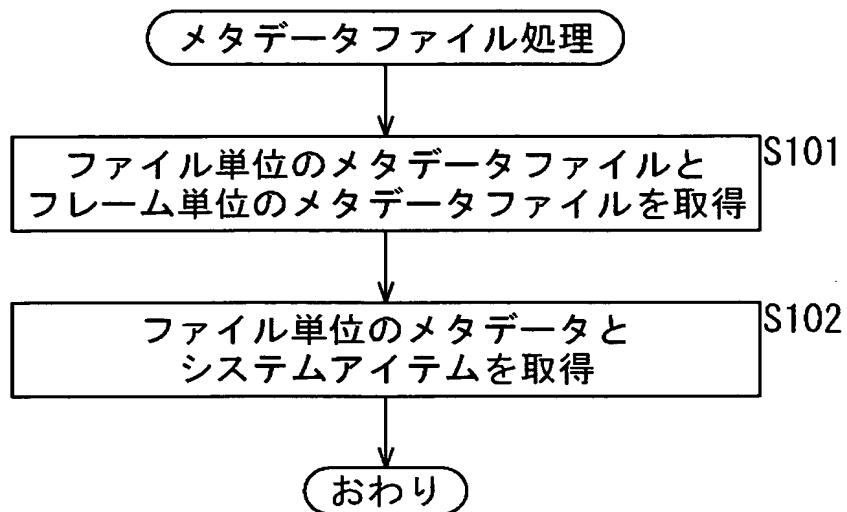 メタデータファイル処理
ファイル単位のメタデータファイルと
フレーム単位のメタデータファイルを取得
S101
ファイル単位のメタデータと
システムアイテムを取得
S102
おわり